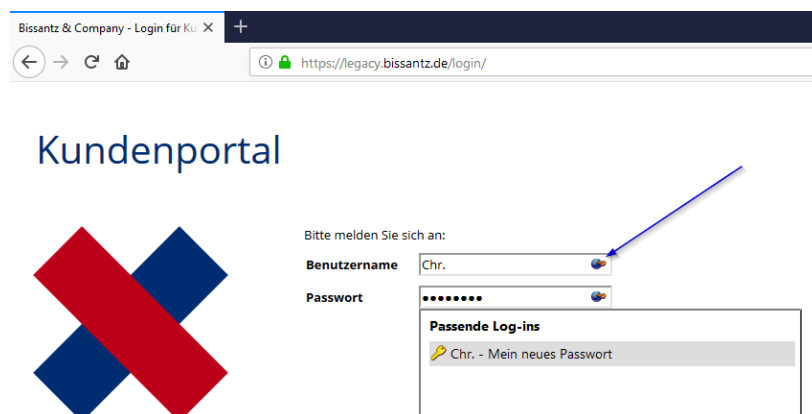 Bissantz & Company - Login für Ku
https://legacy.bissantz.de/login/
Kundenportal
Bitte melden Sie sich an:
Benutzername Chr.
Passwort ••••••••
Passende Log-ins
Chr. - Mein neues Passwort